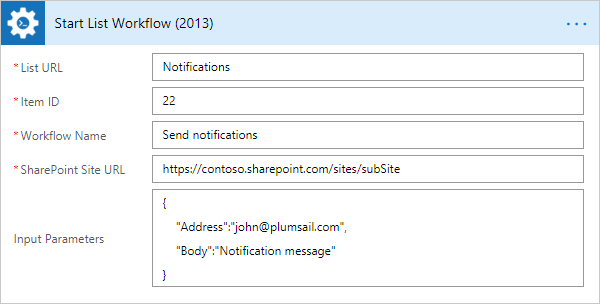 Start List Workflow (2013)
* List URL Notifications
* Item ID 22
* Workflow Name Send notifications
* SharePoint Site URL https://contoso.sharepoint.com/sites/subSite
Input Parameters
{
"Address":"john@plumsail.com",
"Body":"Notification message"
}